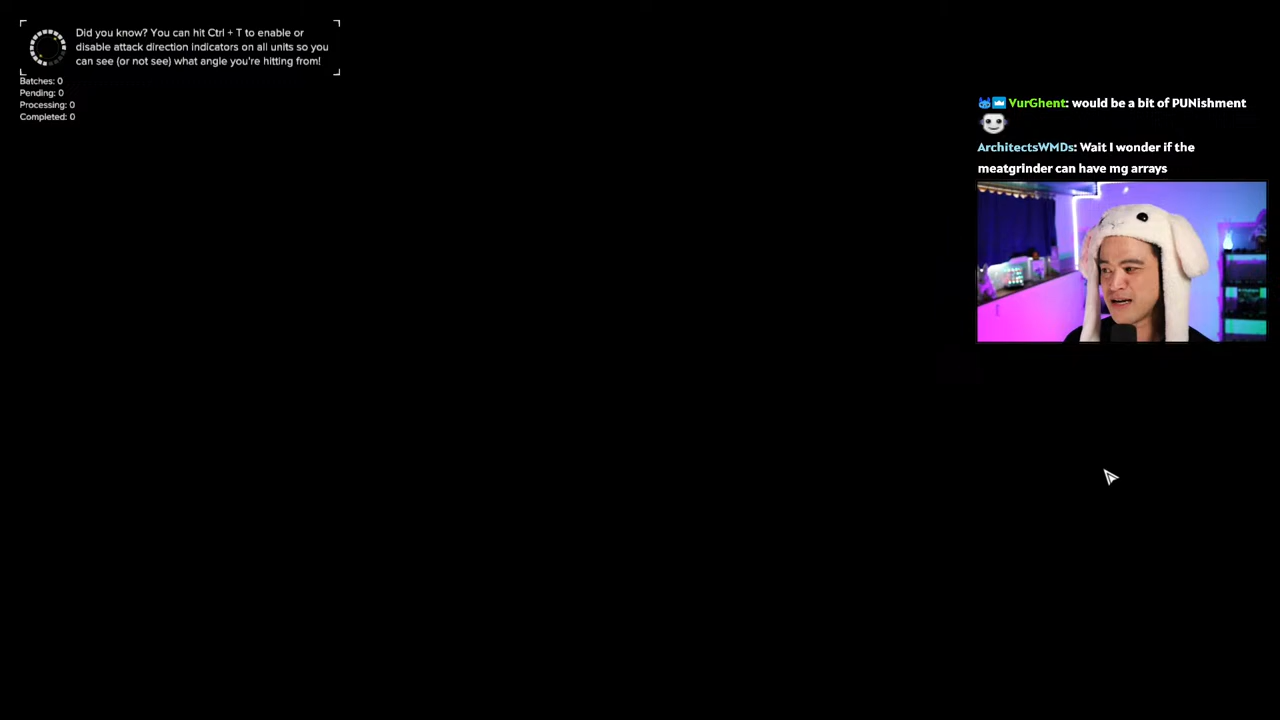 Did you know? You can hit Ctrl + T to enable or
disable attack direction indicators on all units so you
can see (or not see) what angle you're hitting from!
Batches: 0
Pending: 0
Processing: 0
Completed: 0
VurGhent: would be a bit of PUNishment
ArchitectsWMDs: Wait I wonder if the
meatgrinder can have mg arrays